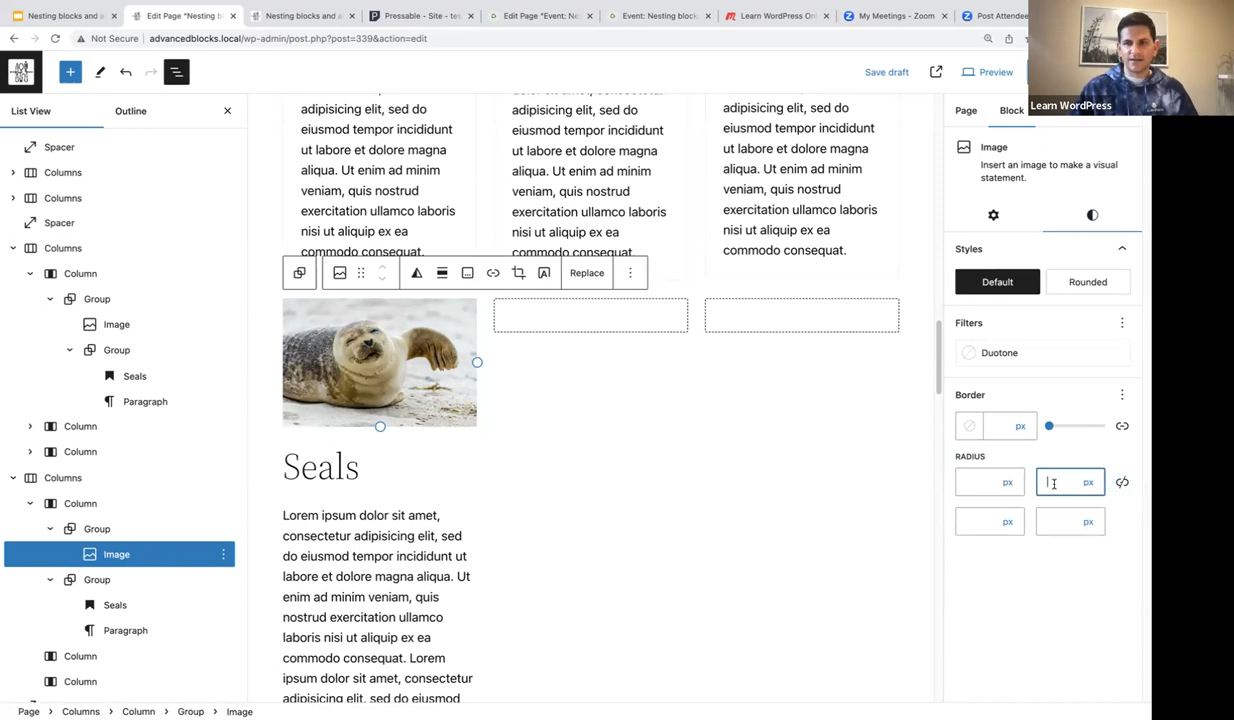 Nesting blocks and a
Edit Page "Nesting b
Nesting blocks and ac
Pressable - Site - tes
Edit Page "Event: Nes
Event: Nesting block
Learn WordPress Onl
My Meetings - Zoom
Post Attendee
Not Secure
advancedblocks.local/wp-admin/post.php?post=339&action=edit
Learn WordPress
Save draft
Preview
List View
Outline
Page
Block
Spacer
Columns
Columns
Spacer
Columns
Column
Group
Image
Group
Seals
Paragraph
Column
Column
Columns
Column
Group
Image
Group
Seals
Paragraph
Column
Column
adipisicing elit, sed do
eiusmod tempor incididunt
ut labore et dolore magna
aliqua. Ut enim ad minim
veniam, quis nostrud
exercitation ullamco laboris
nisi ut aliquip ex ea
commodo consequat.
adipisicing elit, sed do
eiusmod tempor incididunt
ut labore et dolore magna
aliqua. Ut enim ad minim
veniam, quis nostrud
exercitation ullamco laboris
nisi ut aliquip ex ea
commodo consequat.
adipisicing elit, sed do
eiusmod tempor incididunt
ut labore et dolore magna
aliqua. Ut enim ad minim
veniam, quis nostrud
exercitation ullamco laboris
nisi ut aliquip ex ea
commodo consequat.
Replace
Seals
Lorem ipsum dolor sit amet,
consectetur adipisicing elit, sed
do eiusmod tempor incididunt ut
labore et dolore magna aliqua. Ut
enim ad minim veniam, quis
nostrud exercitation ullamco
laboris nisi ut aliquip ex ea
commodo consequat. Lorem
ipsum dolor sit amet, consectetur
adipisicing elit, sed do eiusmod
Image
Insert an image to make a visual
statement.
Styles
Default
Rounded
Filters
Duotone
Border
px
RADIUS
px
px
px
px
Page
Columns
Column
Group
Image